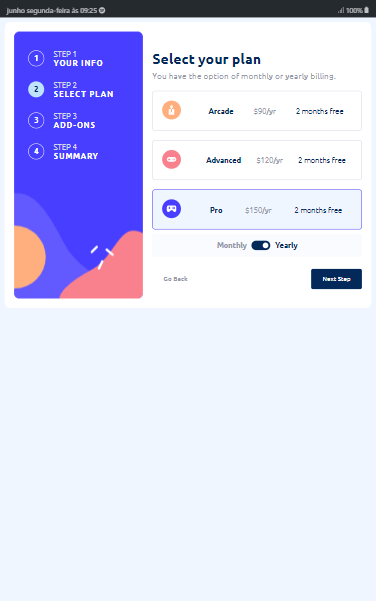 junho segunda-feira às 09:25
100%
1 STEP 1
YOUR INFO
2 STEP 2
SELECT PLAN
3 STEP 3
ADD-ONS
4 STEP 4
SUMMARY
Select your plan
You have the option of monthly or yearly billing.
Arcade $90/yr 2 months free
Advanced $120/yr 2 months free
Pro $150/yr 2 months free
Monthly Yearly
Go Back Next Step